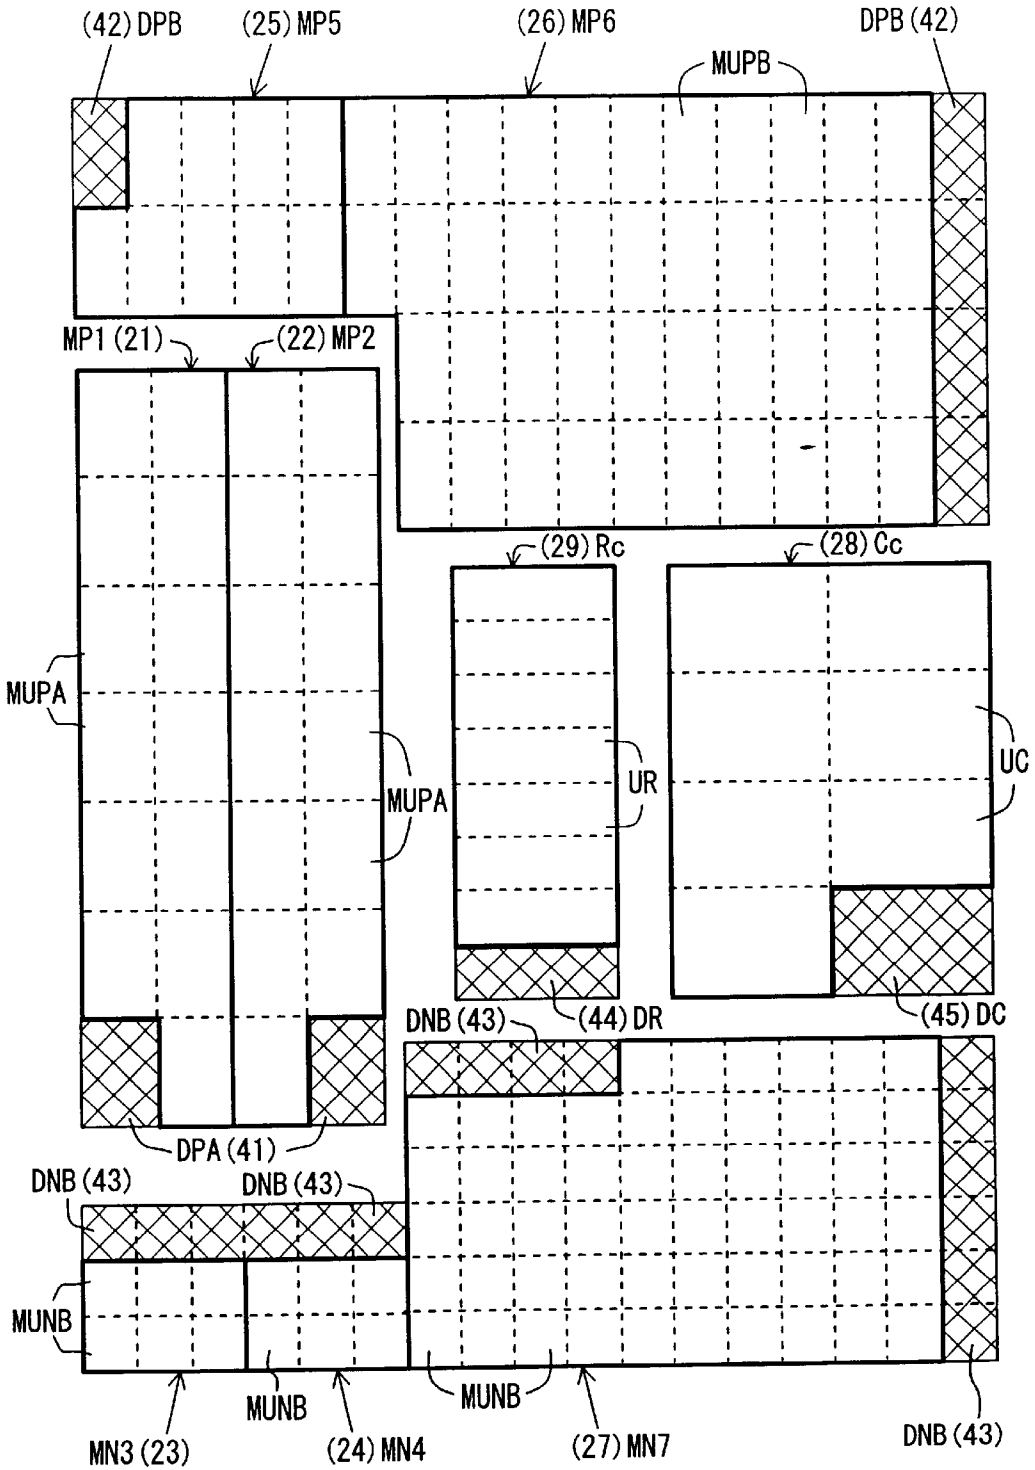 (42) DPB (25) MP5 (26) MP6 DPB (42)
MUPB
MP1 (21) (22) MP2
(29) Rc (28) Cc
MUPA
UR UC
MUPA
(44) DR (45) DC
DNB (43)
DPA (41)
DNB (43) DNB (43)
MUNB
MUNB MUNB
MN3 (23) (24) MN4 (27) MN7 DNB (43)